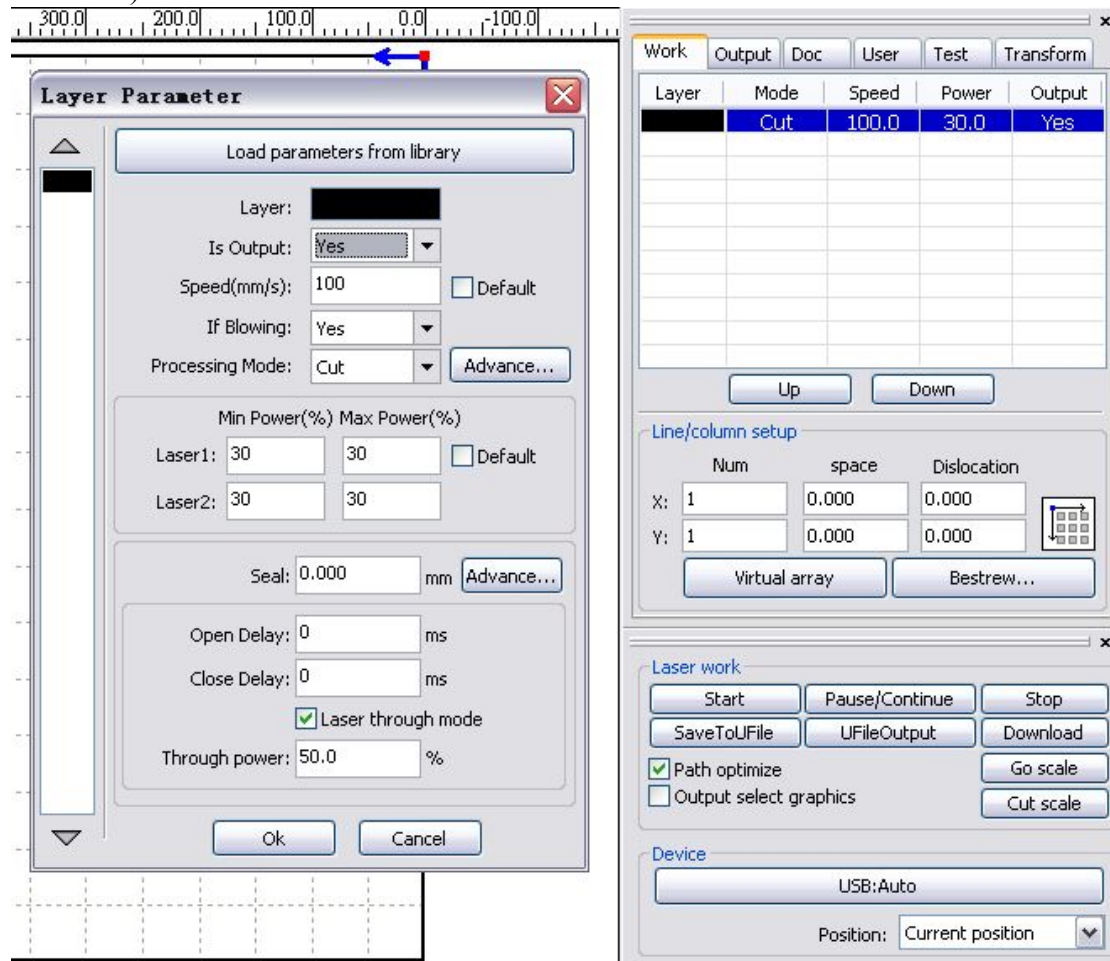 300.0 200.0 100.0 0.0 -100.0
Layer Parameter
Load parameters from library
Layer:
Is Output: Yes
Speed(mm/s): 100 Default
If Blowing: Yes
Processing Mode: Cut Advance...
Min Power(%) Max Power(%)
Laser1: 30 30 Default
Laser2: 30 30
Seal: 0.000 mm Advance...
Open Delay: 0 ms
Close Delay: 0 ms
Laser through mode
Through power: 50.0 %
Ok Cancel
Work Output Doc User Test Transform
Layer Mode Speed Power Output
Cut 100.0 30.0 Yes
Up Down
Line/column setup
Num space Dislocation
X: 1 0.000 0.000
Y: 1 0.000 0.000
Virtual array Bestrew...
Laser work
Start Pause/Continue Stop
SaveToUFile UFileOutput Download
Path optimize Go scale
Output select graphics Cut scale
Device
USB:Auto
Position: Current position